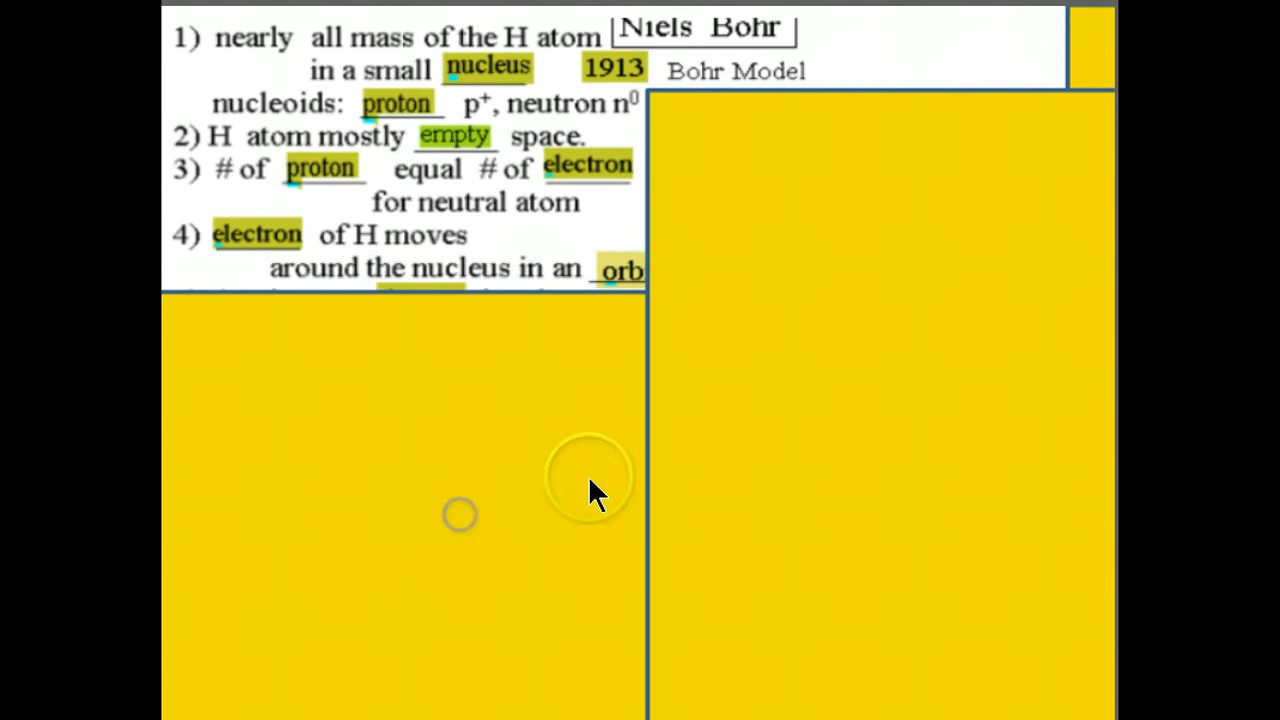 1) nearly all mass of the H atom Niels Bohr
in a small nucleus 1913 Bohr Model
nucleoids: proton p⁺, neutron n⁰
2) H atom mostly empty space.
3) # of proton equal # of electron
for neutral atom
4) electron of H moves
around the nucleus in an orb